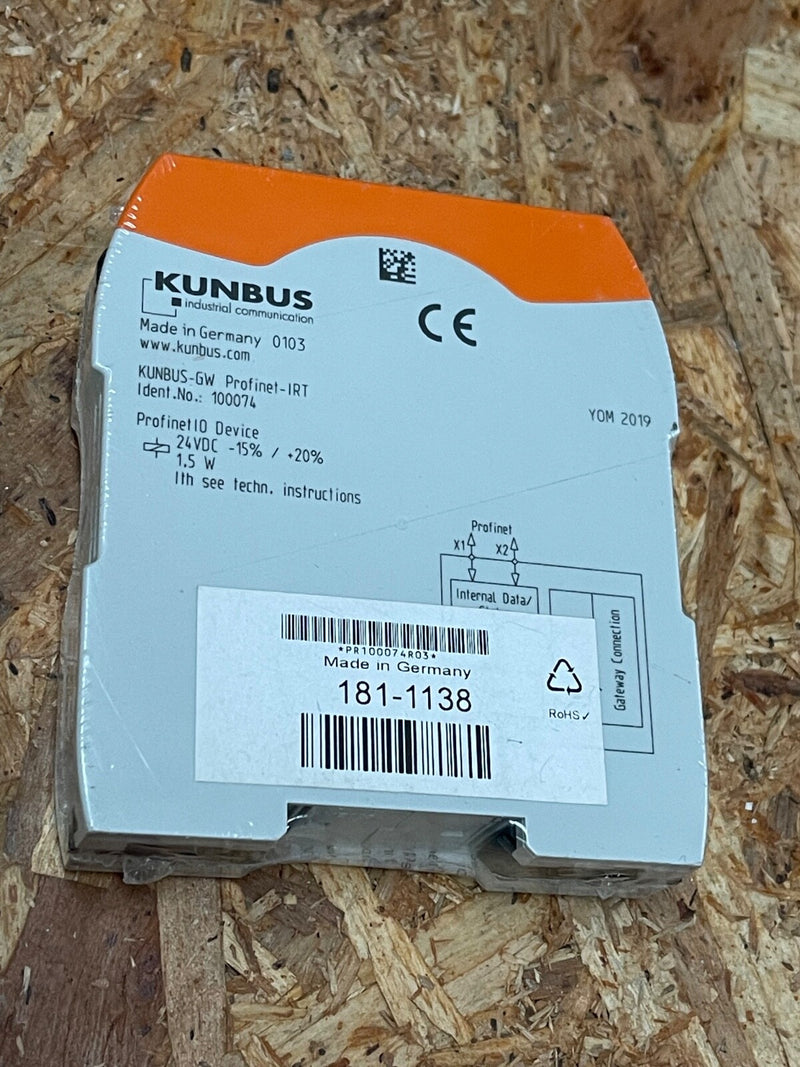 KUNBUS
industrial communication
Made in Germany 0103
www.kunbus.com
KUNBUS-GW Profinet-IRT
Ident.No.: 100074
YOM 2019
ProfinetIO Device
24VDC -15% / +20%
1,5 W
Ith see techn. instructions
Profinet
X1 X2
Internal Data/
Gateway Connection
*PR100074R03*
Made in Germany
181-1138
RoHS✓